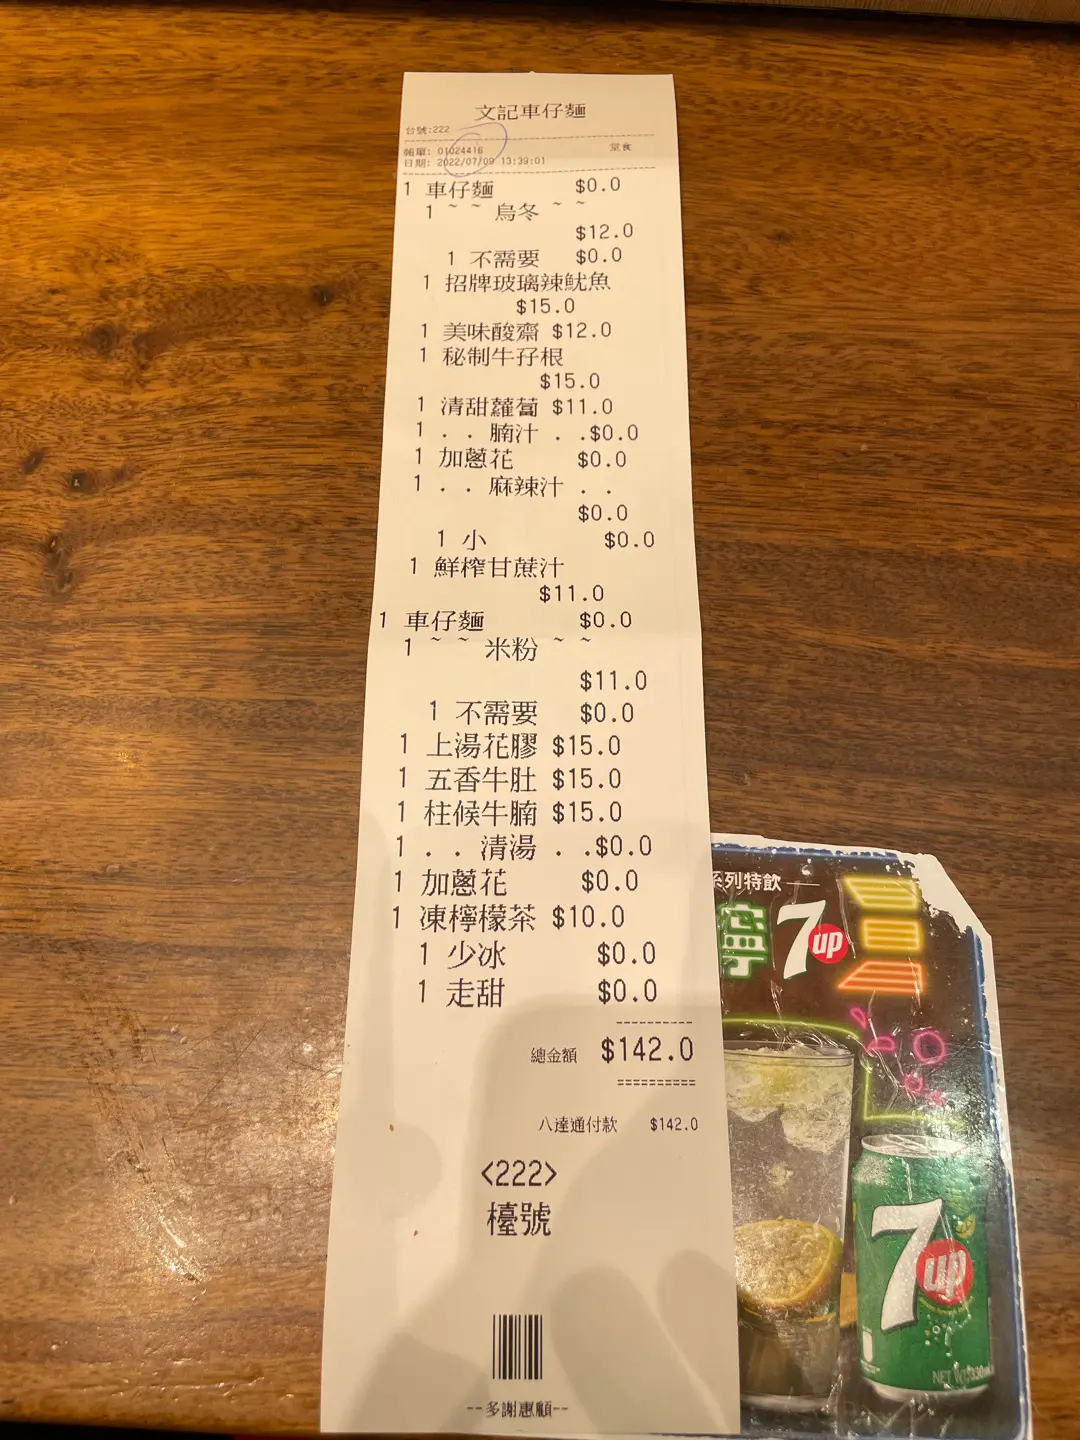 文記車仔麵
台號:222
帳單: 01024416 堂食
日期: 2022/07/09 13:39:01
1 車仔麵 $0.0
1 ~ ~ 烏冬 ~ ~
$12.0
1 不需要 $0.0
1 招牌玻璃辣魷魚
$15.0
1 美味酸齋 $12.0
1 秘制牛孖根
$15.0
1 清甜蘿蔔 $11.0
1 . . 腩汁 . .$0.0
1 加蔥花 $0.0
1 . . 麻辣汁 . .
$0.0
1 小 $0.0
1 鮮榨甘蔗汁
$11.0
1 車仔麵 $0.0
1 ~ ~ 米粉 ~ ~
$11.0
1 不需要 $0.0
1 上湯花膠 $15.0
1 五香牛肚 $15.0
1 柱候牛腩 $15.0
1 . . 清湯 . .$0.0
1 加蔥花 $0.0
1 凍檸檬茶 $10.0
1 少冰 $0.0
1 走甜 $0.0
----------
總金額 $142.0
==========
八達通付款 $142.0
<222>
檯號
--多謝惠顧--
系列特飲
7up
7up
NET WT.330mL